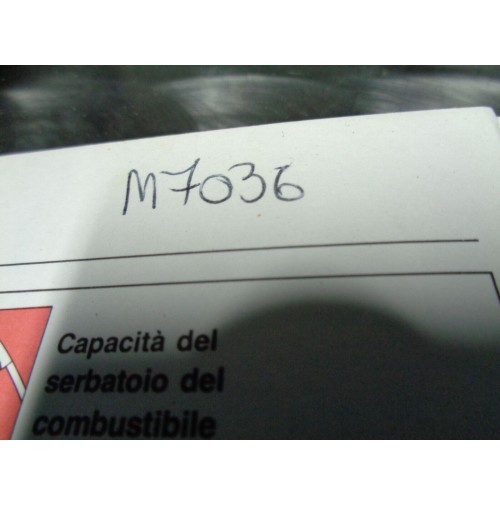 M7036
Capacità del
serbatoio del
combustibile